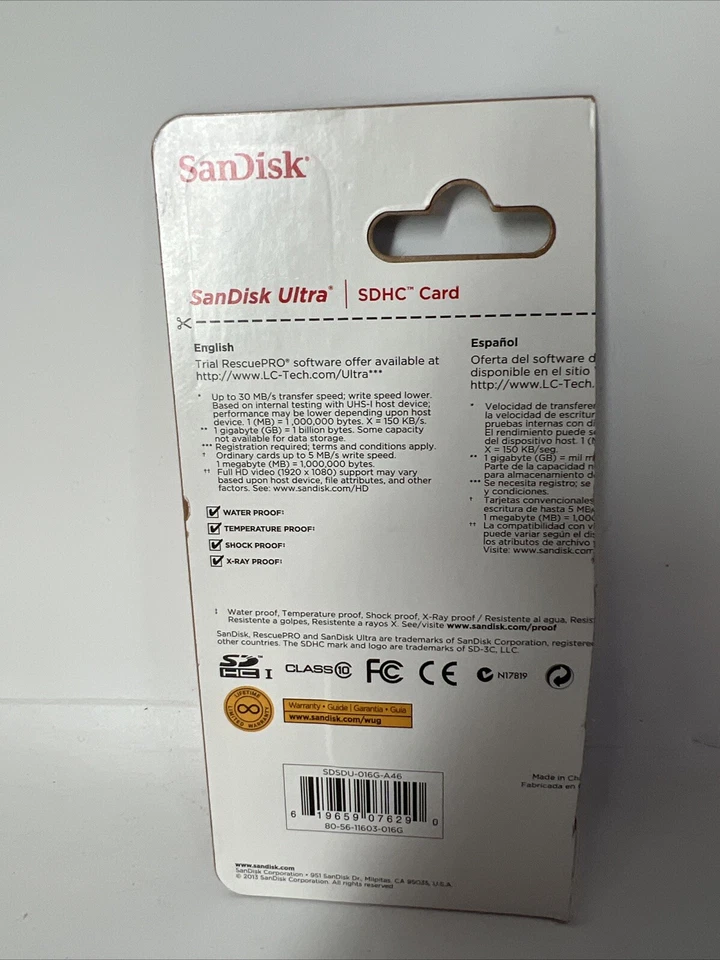 SanDisk®
SanDisk Ultra® | SDHC™ Card
English
Trial RescuePRO® software offer available at
http://www.LC-Tech.com/Ultra***
* Up to 30 MB/s transfer speed; write speed lower.
Based on internal testing with UHS-I host device;
performance may be lower depending upon host
device. 1 (MB) = 1,000,000 bytes. X = 150 KB/s.
** 1 gigabyte (GB) = 1 billion bytes. Some capacity
not available for data storage.
*** Registration required; terms and conditions apply.
† Ordinary cards up to 5 MB/s write speed.
1 megabyte (MB) = 1,000,000 bytes.
†† Full HD video (1920 x 1080) support may vary
based upon host device, file attributes, and other
factors. See: www.sandisk.com/HD
Español
Oferta del software d
disponible en el sitio
http://www.LC-Tech.
* Velocidad de transferen
la velocidad de escritur
pruebas internas con di
El rendimiento puede s
del dispositivo host. 1 (M
X = 150 KB/seg.
** 1 gigabyte (GB) = mil m
Parte de la capacidad n
para almacenamiento d
*** Se necesita registro; se
y condiciones.
† Tarjetas convencionales
escritura de hasta 5 MB
1 megabyte (MB) = 1,000
†† La compatibilidad con v
puede variar según el dis
los atributos de archivo y
Visite: www.sandisk.com
WATER PROOF‡
TEMPERATURE PROOF‡
SHOCK PROOF‡
X-RAY PROOF‡
‡ Water proof, Temperature proof, Shock proof, X-Ray proof / Resistente al agua, Resis
Resistente a golpes, Resistente a rayos X. See/visite www.sandisk.com/proof
SanDisk, RescuePRO and SanDisk Ultra are trademarks of SanDisk Corporation, registere
other countries. The SDHC mark and logo are trademarks of SD-3C, LLC.
SD HC I CLASS 10 FC CE N17819
LIFETIME LIMITED WARRANTY
Warranty • Guide | Garantía • Guía
www.sandisk.com/wug
SDSDU-016G-A46
6 19659 07629 0
80-56-11603-016G
Made in Ch
Fabricada en
www.sandisk.com
SanDisk Corporation • 951 SanDisk Dr., Milpitas, CA 95035, U.S.A.
© 2013 SanDisk Corporation. All rights reserved